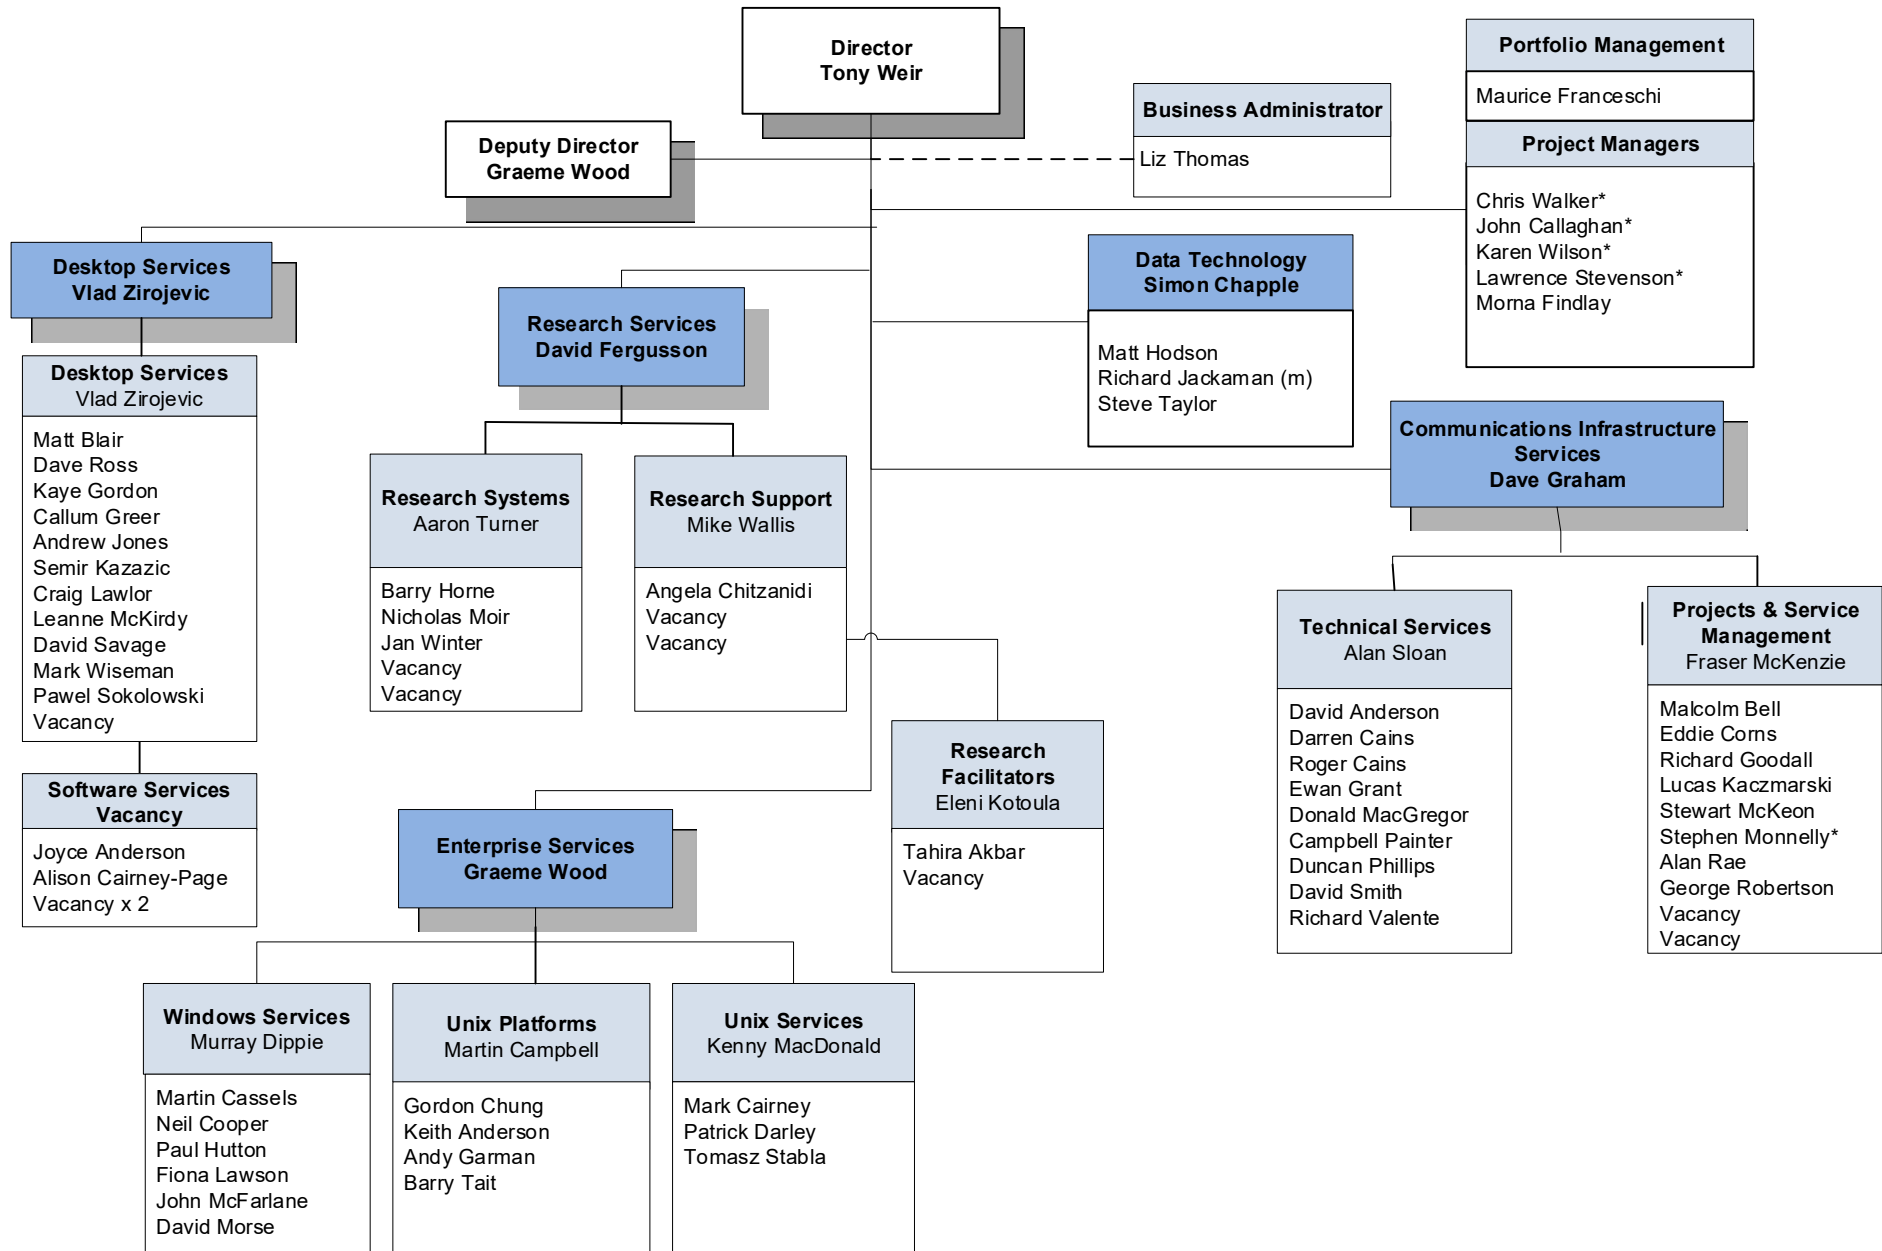 Director
Tony Weir
Portfolio Management
Maurice Franceschi
Project Managers
Chris Walker*
John Callaghan*
Karen Wilson*
Lawrence Stevenson*
Morna Findlay
Business Administrator
Liz Thomas
Deputy Director
Graeme Wood
Desktop Services
Vlad Zirojevic
Desktop Services
Vlad Zirojevic
Matt Blair
Dave Ross
Kaye Gordon
Callum Greer
Andrew Jones
Semir Kazazic
Craig Lawlor
Leanne McKirdy
David Savage
Mark Wiseman
Pawel Sokolowski
Vacancy
Software Services
Vacancy
Joyce Anderson
Alison Cairney-Page
Vacancy x 2
Research Services
David Fergusson
Research Systems
Aaron Turner
Barry Horne
Nicholas Moir
Jan Winter
Vacancy
Vacancy
Research Support
Mike Wallis
Angela Chitzanidi
Vacancy
Vacancy
Research
Facilitators
Eleni Kotoula
Tahira Akbar
Vacancy
Data Technology
Simon Chapple
Matt Hodson
Richard Jackaman (m)
Steve Taylor
Communications Infrastructure
Services
Dave Graham
Technical Services
Alan Sloan
David Anderson
Darren Cains
Roger Cains
Ewan Grant
Donald MacGregor
Campbell Painter
Duncan Phillips
David Smith
Richard Valente
Projects & Service
Management
Fraser McKenzie
Malcolm Bell
Eddie Corns
Richard Goodall
Lucas Kaczmarski
Stewart McKeon
Stephen Monnelly*
Alan Rae
George Robertson
Vacancy
Vacancy
Enterprise Services
Graeme Wood
Windows Services
Murray Dippie
Martin Cassels
Neil Cooper
Paul Hutton
Fiona Lawson
John McFarlane
David Morse
Unix Platforms
Martin Campbell
Gordon Chung
Keith Anderson
Andy Garman
Barry Tait
Unix Services
Kenny MacDonald
Mark Cairney
Patrick Darley
Tomasz Stabla